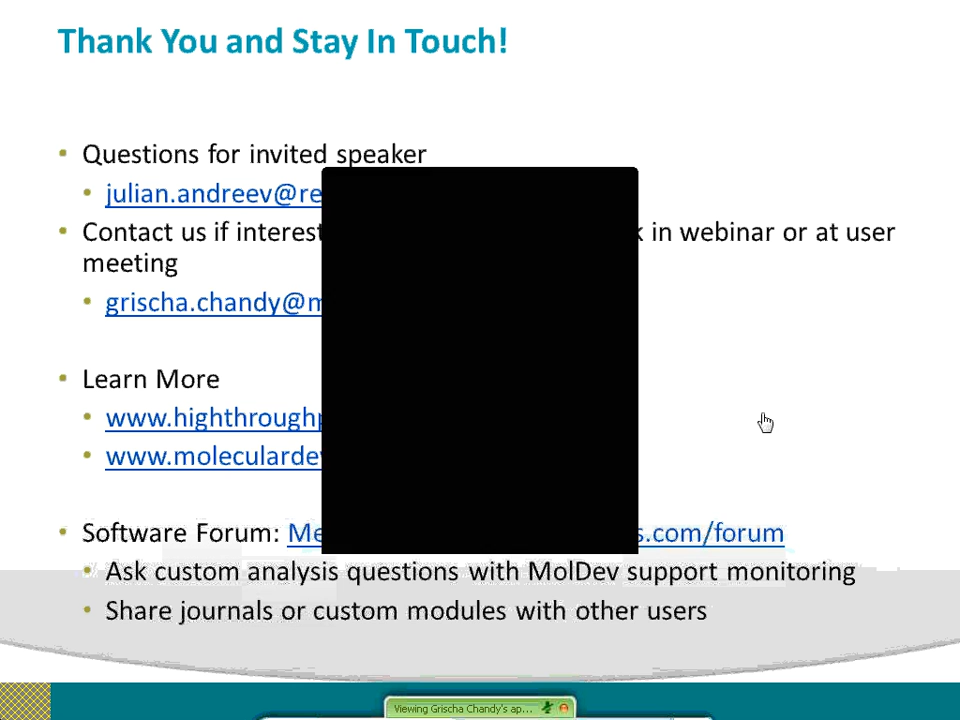 Thank You and Stay In Touch!
• Questions for invited speaker
• julian.andreev@re
• Contact us if interest k in webinar or at user
meeting
• grischa.chandy@m
• Learn More
• www.highthroughp
• www.moleculardev
• Software Forum: Me s.com/forum
• Ask custom analysis questions with MolDev support monitoring
• Share journals or custom modules with other users
Viewing Grischa Chandy's ap...